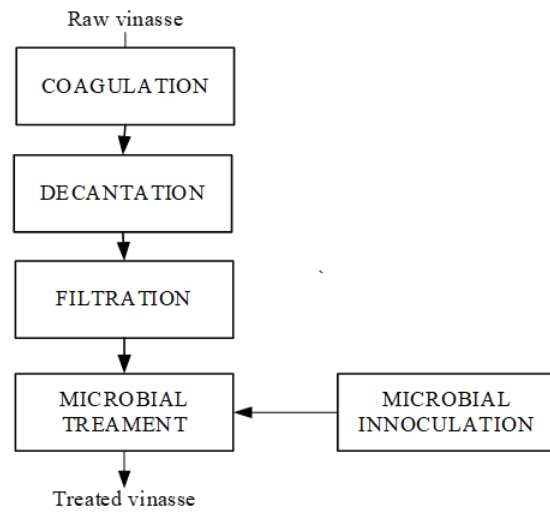 Raw vinasse
COAGULATION
DECANTATION
FILTRATION
MICROBIAL
TREAMENT
MICROBIAL
INNOCULATION
Treated vinasse